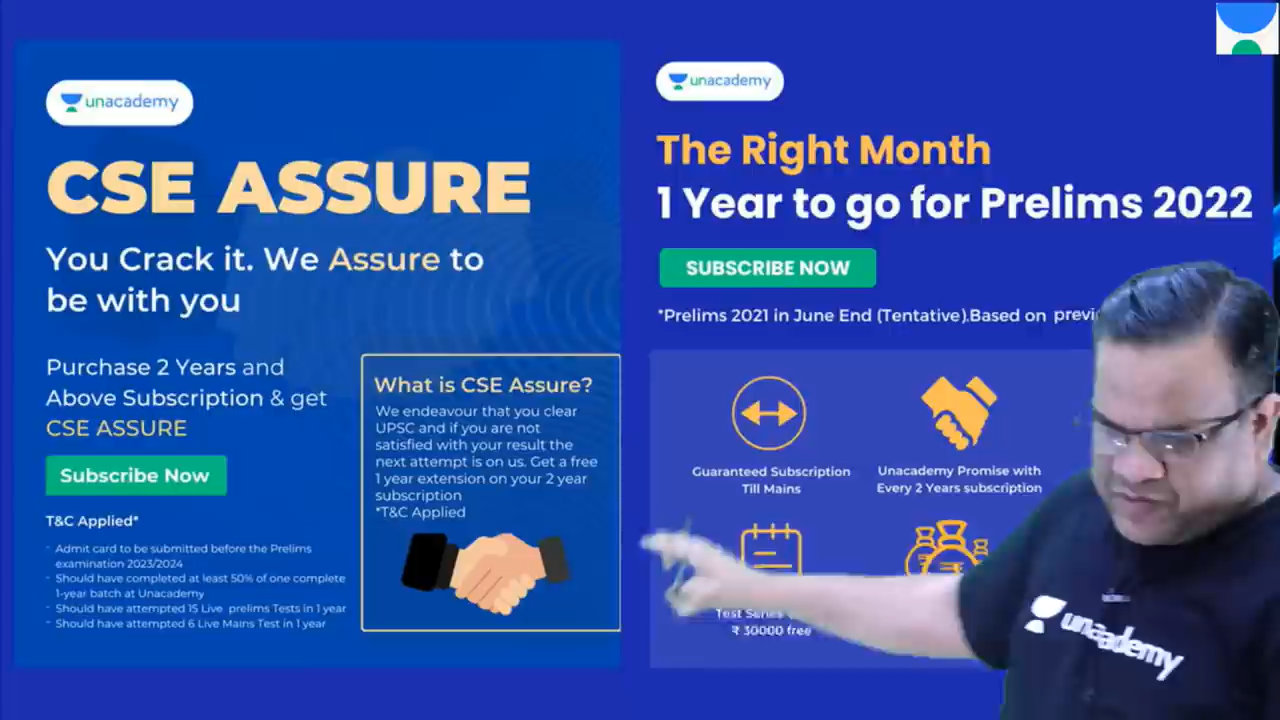 unacademy
CSE ASSURE
You Crack it. We Assure to
be with you
Purchase 2 Years and
Above Subscription & get
CSE ASSURE
Subscribe Now
T&C Applied*
- Admit card to be submitted before the Prelims
examination 2023/2024
- Should have completed at least 50% of one complete
1-year batch at Unacademy
- Should have attempted 15 Live prelims Tests in 1 year
- Should have attempted 6 Live Mains Test in 1 year
What is CSE Assure?
We endeavour that you clear
UPSC and if you are not
satisfied with your result the
next attempt is on us. Get a free
1 year extension on your 2 year
subscription
*T&C Applied
unacademy
The Right Month
1 Year to go for Prelims 2022
SUBSCRIBE NOW
*Prelims 2021 in June End (Tentative).Based on
Guaranteed Subscription
Till Mains
Unacademy Promise with
Every 2 Years subscription
Test Series
₹ 30000 free
unacademy